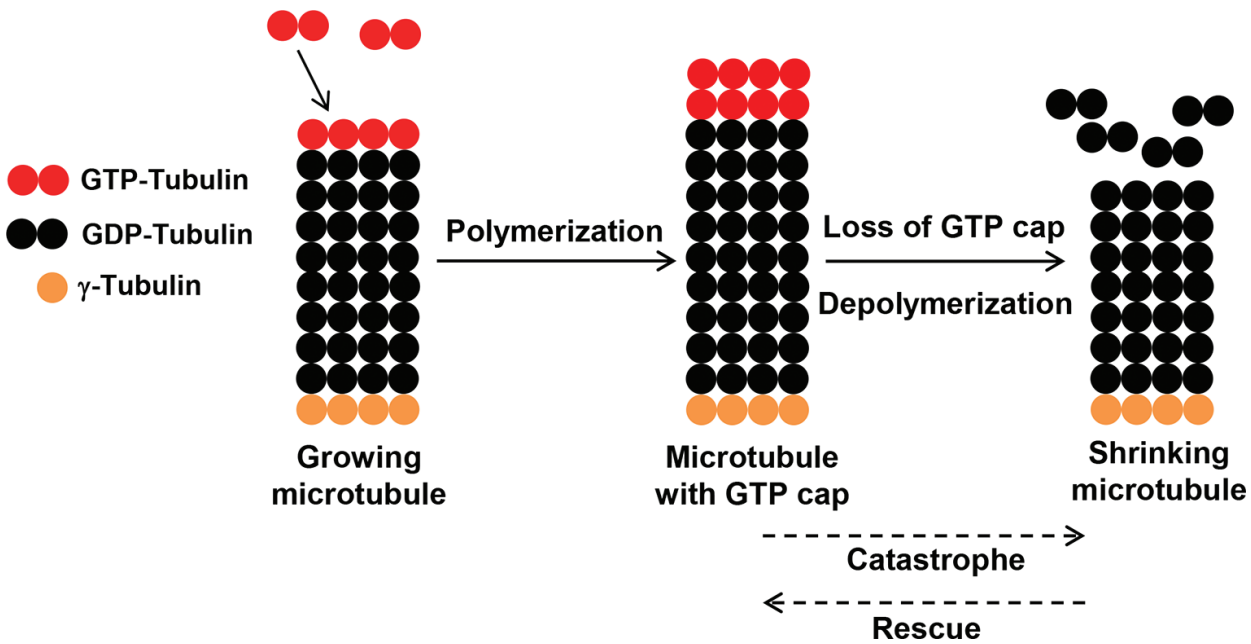 GTP-Tubulin
GDP-Tubulin
γ-Tubulin
Polymerization
Loss of GTP cap
Depolymerization
Growing
microtubule
Microtubule
with GTP cap
Shrinking
microtubule
Catastrophe
Rescue